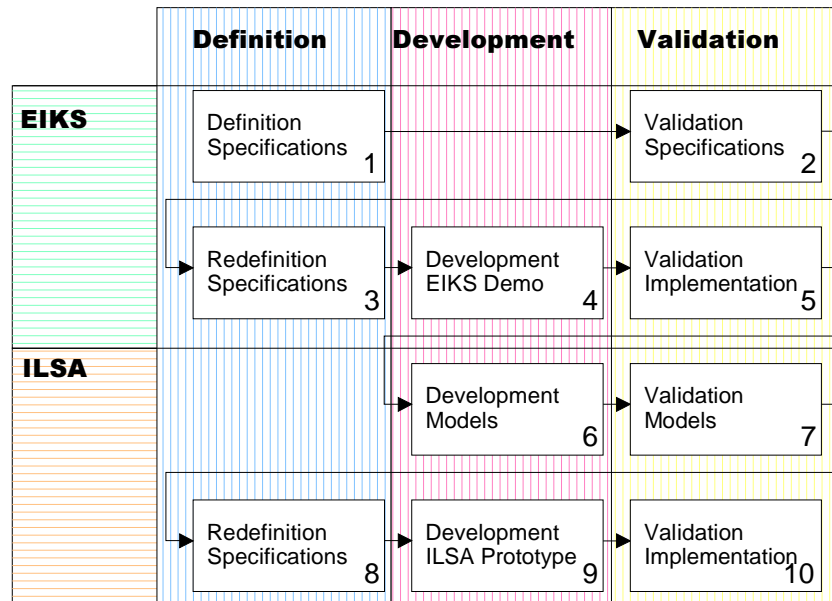 Definition Development Validation
EIKS
Definition
Specifications
1
Validation
Specifications
2
Redefinition
Specifications
3
Development
EIKS Demo
4
Validation
Implementation
5
ILSA
Development
Models
6
Validation
Models
7
Redefinition
Specifications
8
Development
ILSA Prototype
9
Validation
Implementation
10